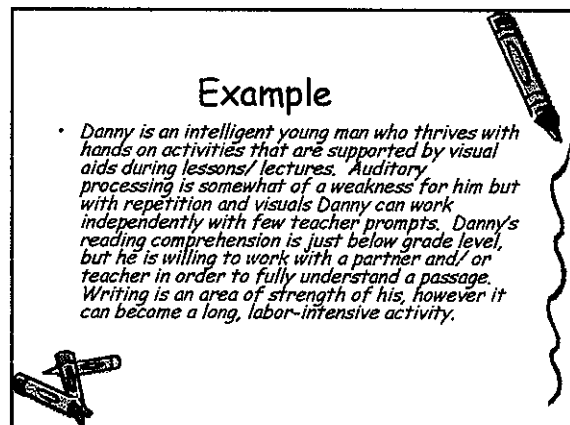 Example
• Danny is an intelligent young man who thrives with
hands on activities that are supported by visual
aids during lessons/ lectures. Auditory
processing is somewhat of a weakness for him but
with repetition and visuals Danny can work
independently with few teacher prompts. Danny's
reading comprehension is just below grade level,
but he is willing to work with a partner and/ or
teacher in order to fully understand a passage.
Writing is an area of strength of his, however it
can become a long, labor-intensive activity.